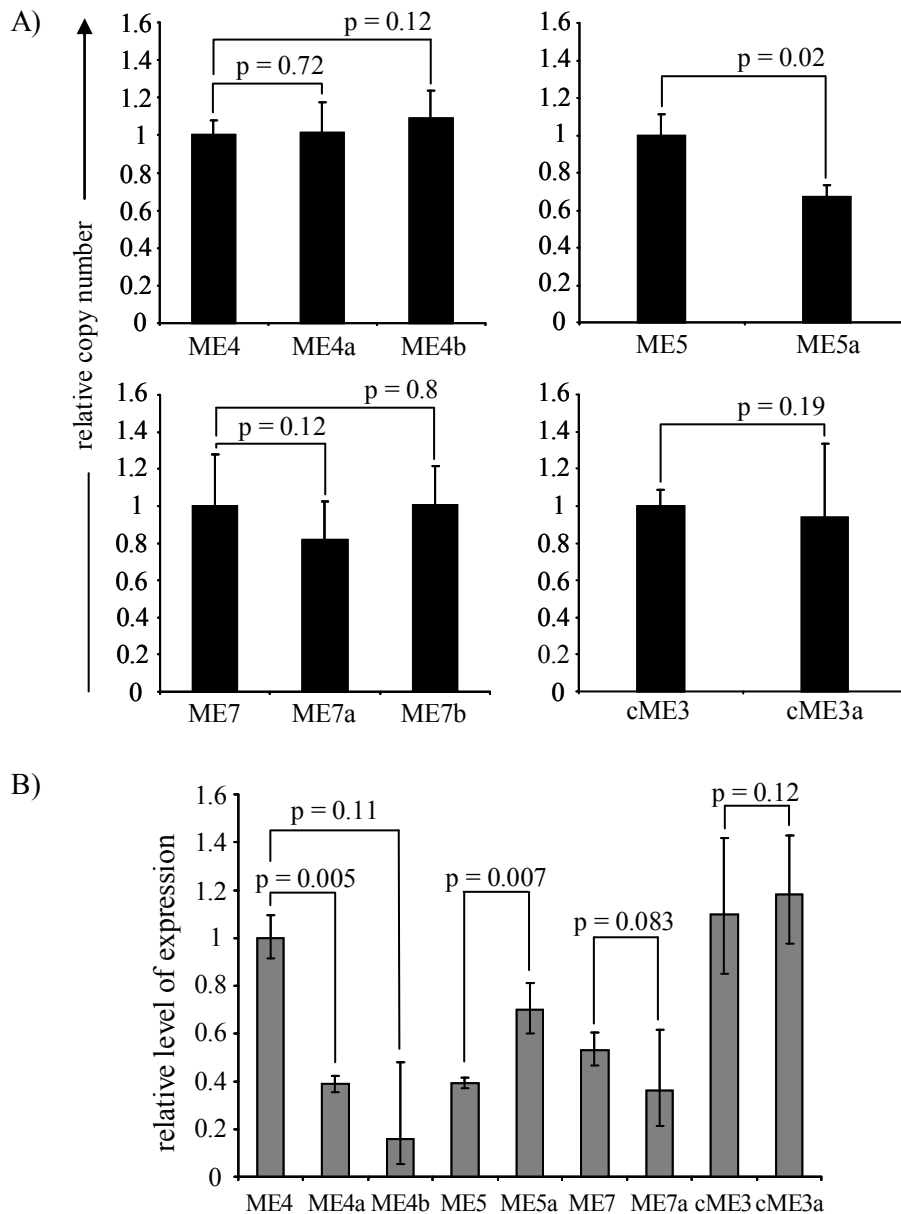 A)
relative copy number
1.6
1.4
1.2
1
0.8
0.6
0.4
0.2
0
p = 0.12
p = 0.72
ME4 ME4a ME4b
1.6
1.4
1.2
1
0.8
0.6
0.4
0.2
0
p = 0.02
ME5 ME5a
1.6
1.4
1.2
1
0.8
0.6
0.4
0.2
0
p = 0.8
p = 0.12
ME7 ME7a ME7b
1.6
1.4
1.2
1
0.8
0.6
0.4
0.2
0
p = 0.19
cME3 cME3a
B)
relative level of expression
1.6
1.4
1.2
1
0.8
0.6
0.4
0.2
0
p = 0.11
p = 0.005
p = 0.007
p = 0.083
p = 0.12
ME4 ME4a ME4b ME5 ME5a ME7 ME7a cME3 cME3a